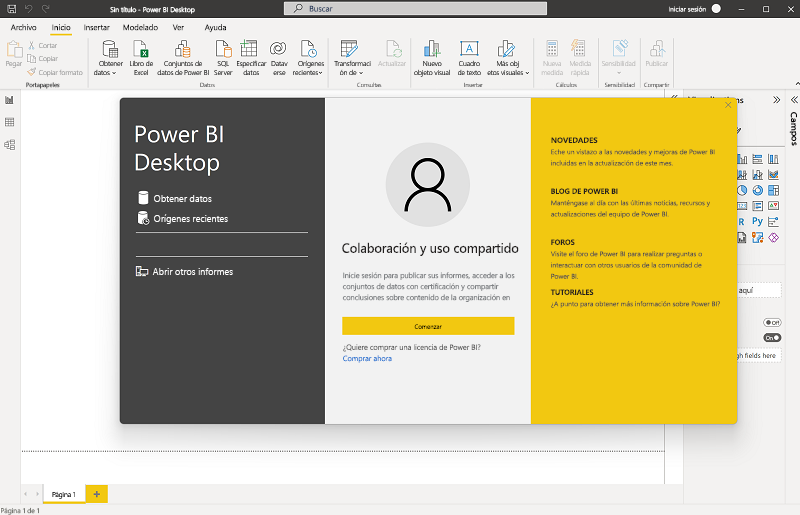 Sin título - Power BI Desktop
Buscar
Iniciar sesión
Archivo Inicio Insertar Modelado Ver Ayuda
Pegar
Cortar
Copiar
Copiar formato
Portapapeles
Obtener
datos
Libro de
Excel
Conjuntos de
datos de Power BI
SQL
Server
Especificar
datos
Datav
erse
Orígenes
recientes
Datos
Transformaci
ón de
Actualizar
Consultas
Nuevo
objeto visual
Cuadro
de texto
Más obj
etos visuales
Insertar
Nueva
medida
Medida
rápida
Cálculos
Sensibilidad
Sensibilidad
Publicar
Compartir
Campos
Power BI
Desktop
Obtener datos
Orígenes recientes
Abrir otros informes
Colaboración y uso compartido
Inicie sesión para publicar sus informes, acceder a los
conjuntos de datos con certificación y compartir
conclusiones sobre contenido de la organización en
Comenzar
¿Quiere comprar una licencia de Power BI?
Comprar ahora
NOVEDADES
Eche un vistazo a las novedades y mejoras de Power BI
incluidas en la actualización de este mes.
BLOG DE POWER BI
Manténgase al día con las últimas noticias, recursos y
actualizaciones del equipo de Power BI.
FOROS
Visite el foro de Power BI para realizar preguntas o
interactuar con otros usuarios de la comunidad de
Power BI.
TUTORIALES
¿A punto para obtener más información sobre Power BI?
R Py
aquí
Off
On
fields here
Página 1
Página 1 de 1